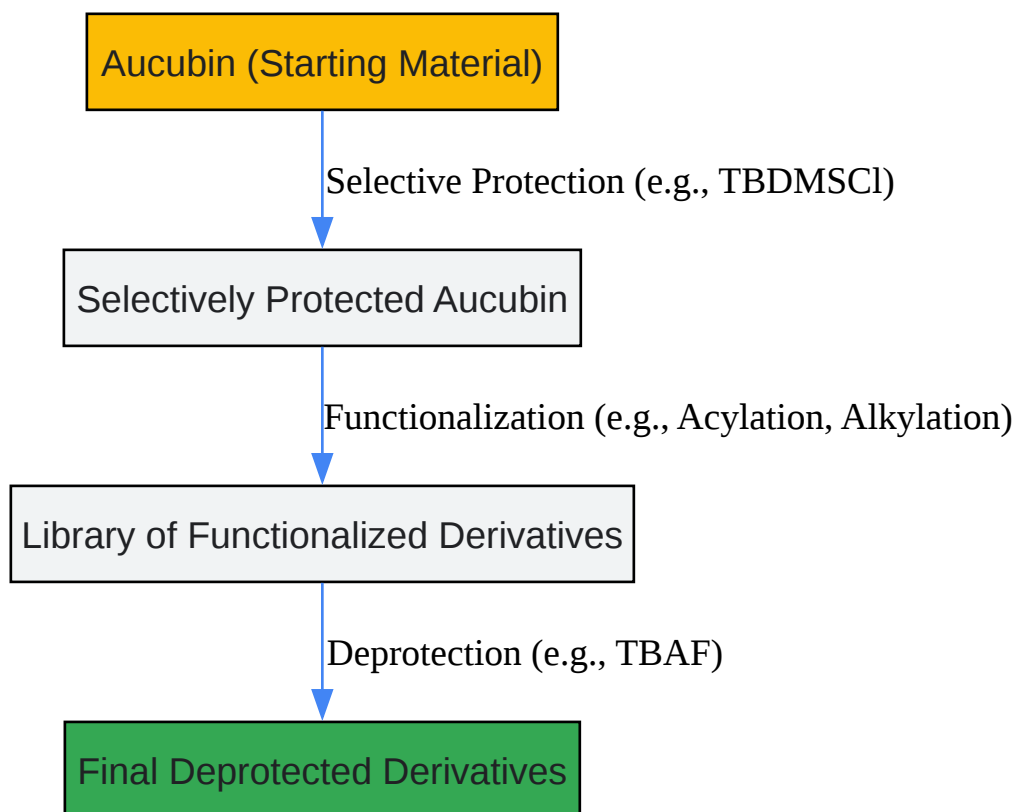 Aucubin (Starting Material)
Selective Protection (e.g., TBDMSCl)
Selectively Protected Aucubin
Functionalization (e.g., Acylation, Alkylation)
Library of Functionalized Derivatives
Deprotection (e.g., TBAF)
Final Deprotected Derivatives